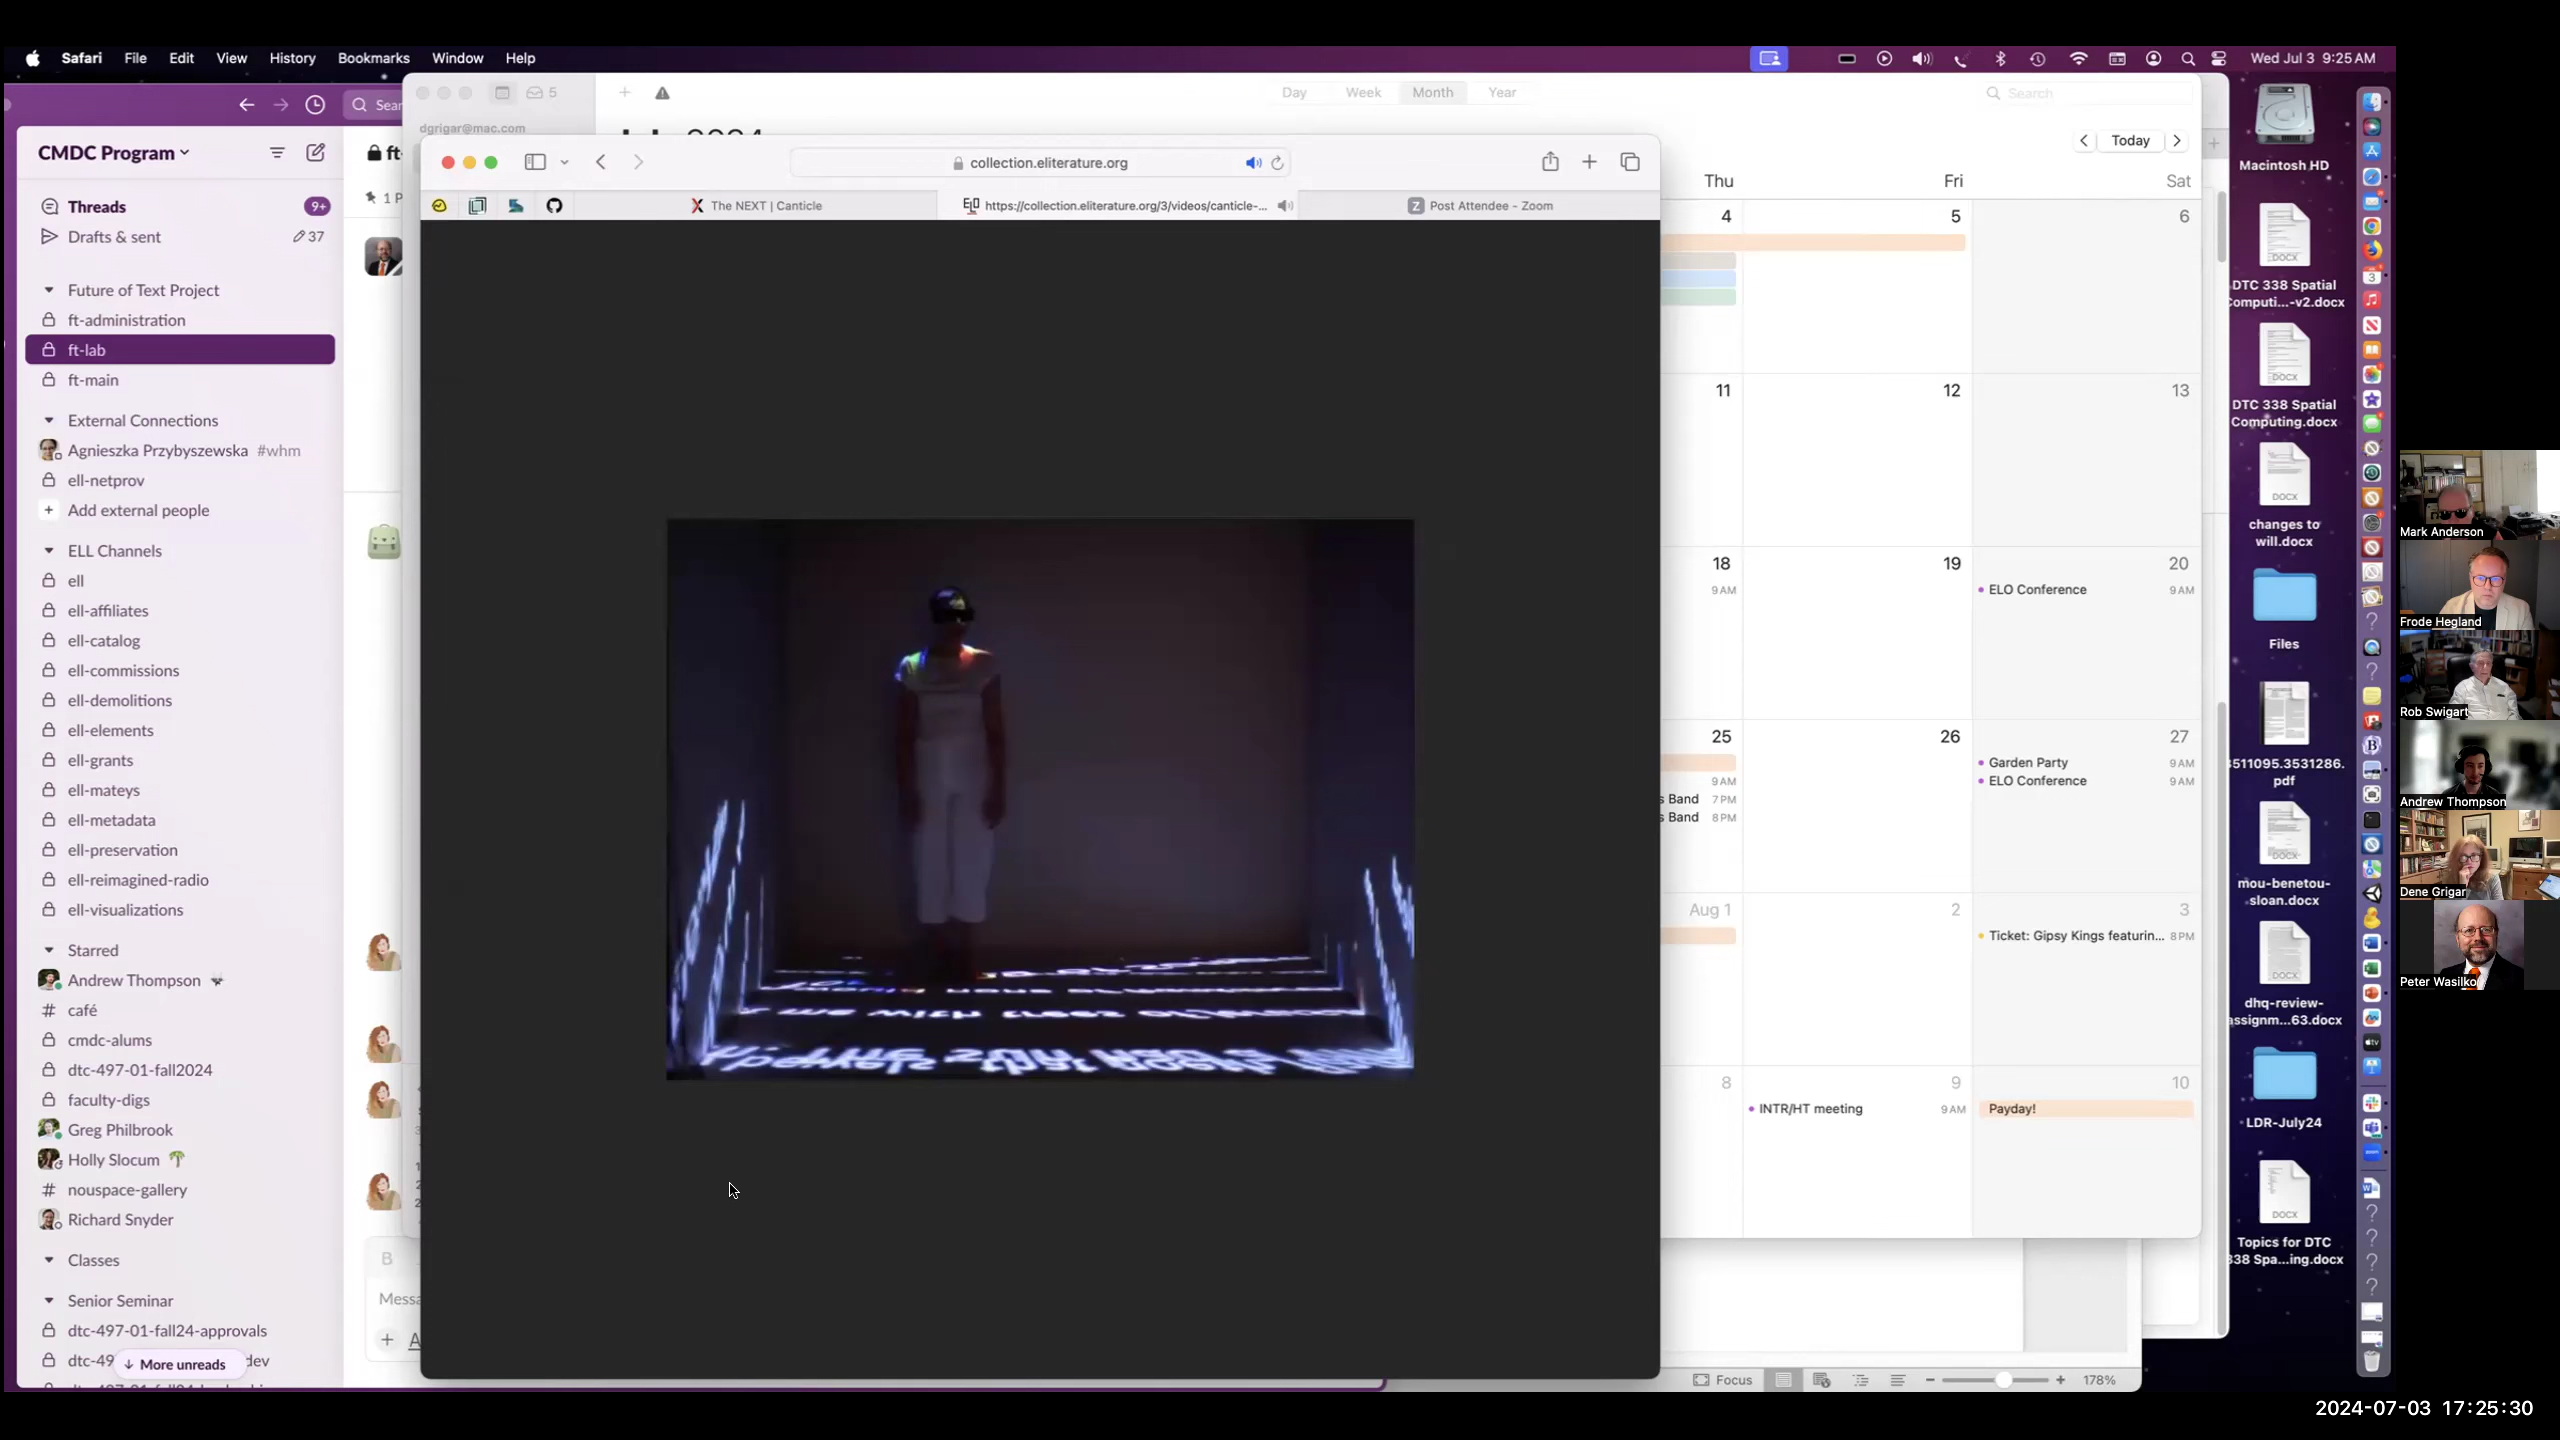 Safari File Edit View History Bookmarks Window Help
Wed Jul 3 9:25 AM
5
Day Week Month Year
Search
dgrigar@mac.com
CMDC Program
Today
Threads 9+
Drafts & sent 37
Future of Text Project
ft-administration
ft-lab
ft-main
External Connections
Agnieszka Przybyszewska #whm
ell-netprov
Add external people
ELL Channels
ell
ell-affiliates
ell-catalog
ell-commissions
ell-demolitions
ell-elements
ell-grants
ell-mateys
ell-metadata
ell-preservation
ell-reimagined-radio
ell-visualizations
Starred
Andrew Thompson
café
cmdc-alums
dtc-497-01-fall2024
faculty-digs
Greg Philbrook
Holly Slocum
nouspace-gallery
Richard Snyder
Classes
Senior Seminar
dtc-497-01-fall24-approvals
More unreads
collection.eliterature.org
The NEXT | Canticle
https://collection.eliterature.org/3/videos/canticle-...
Post Attendee - Zoom
Thu Fri Sat
4 5 6
11 12 13
18 19 20
9 AM
ELO Conference 9 AM
25 26 27
9 AM
s Band 7 PM
s Band 8 PM
Garden Party 9 AM
ELO Conference 9 AM
Aug 1 2 3
Ticket: Gipsy Kings featurin... 8 PM
8 9 10
INTR/HT meeting 9 AM
Payday!
Focus
178%
Macintosh HD
DTC 338 Spatial
Computi...-v2.docx
DTC 338 Spatial
Computing.docx
changes to
will.docx
Files
3511095.3531286.
pdf
mou-benetou-
sloan.docx
dhq-review-
assignm...63.docx
LDR-July24
Topics for DTC
338 Spa...ing.docx
Mark Anderson
Frode Hegland
Rob Swigart
Andrew Thompson
Dene Grigar
Peter Wasilko
2024-07-03 17:25:30